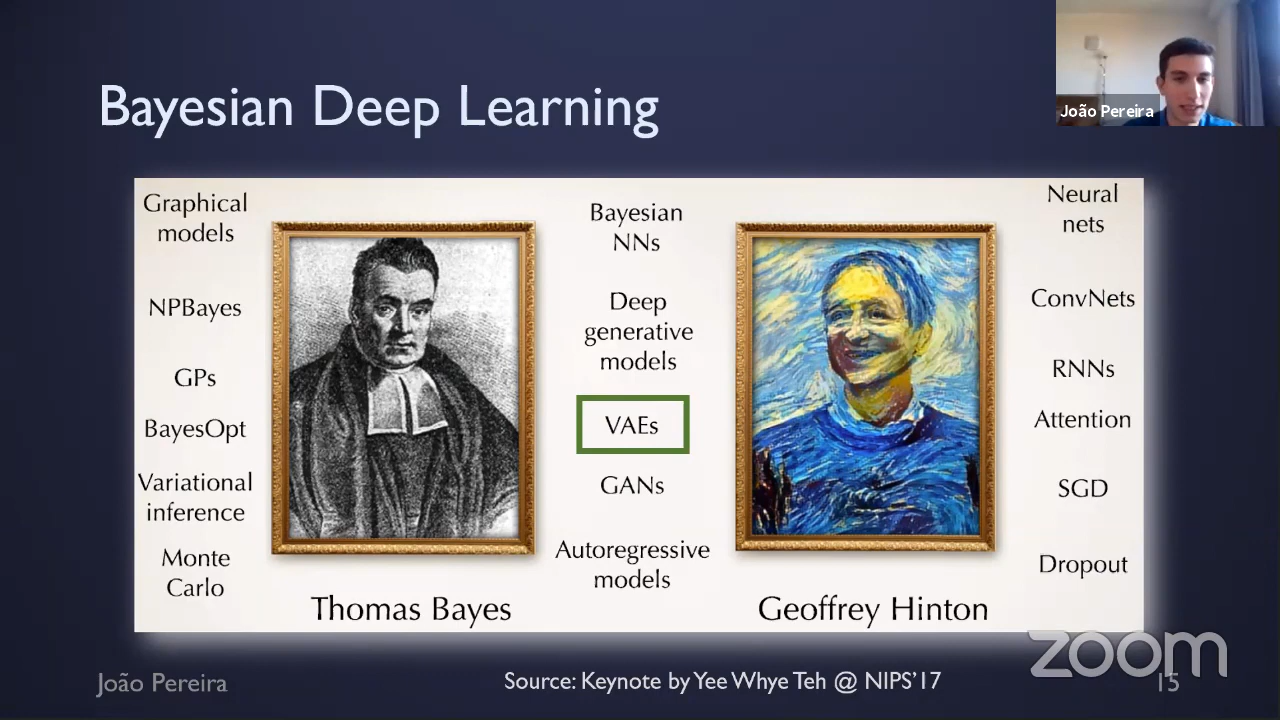 Bayesian Deep Learning
João Pereira
Graphical
models
NPBayes
GPs
BayesOpt
Variational
inference
Monte
Carlo
Thomas Bayes
Bayesian
NNs
Deep
generative
models
VAEs
GANs
Autoregressive
models
Geoffrey Hinton
Neural
nets
ConvNets
RNNs
Attention
SGD
Dropout
zoom
João Pereira
Source: Keynote by Yee Whye Teh @ NIPS'17
15